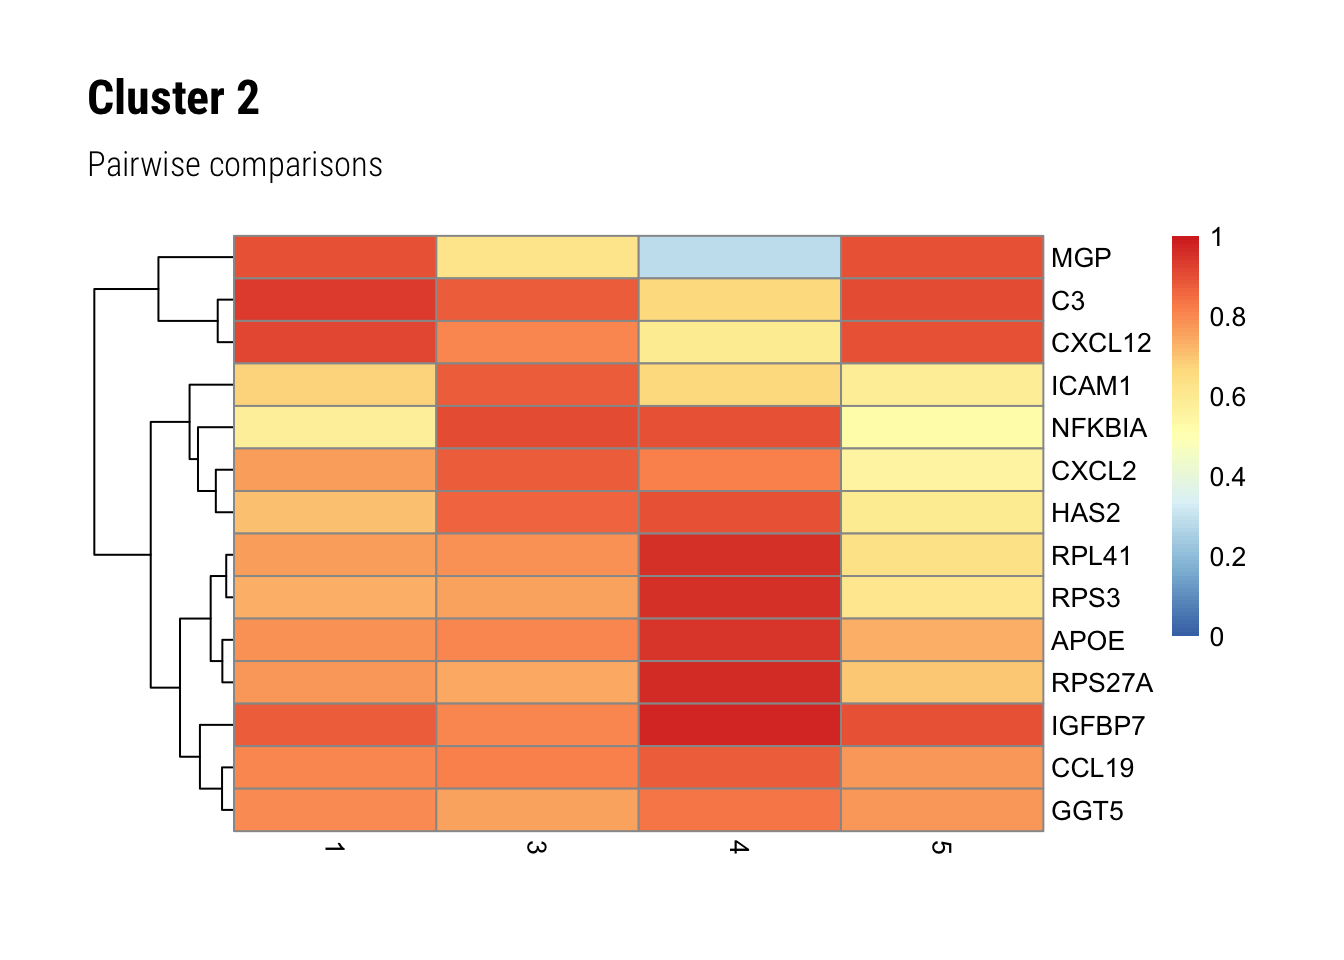 Cluster 2
Pairwise comparisons
MGP
C3
CXCL12
ICAM1
NFKBIA
CXCL2
HAS2
RPL41
RPS3
APOE
RPS27A
IGFBP7
CCL19
GGT5
1
0.8
0.6
0.4
0.2
0
1
3
4
5